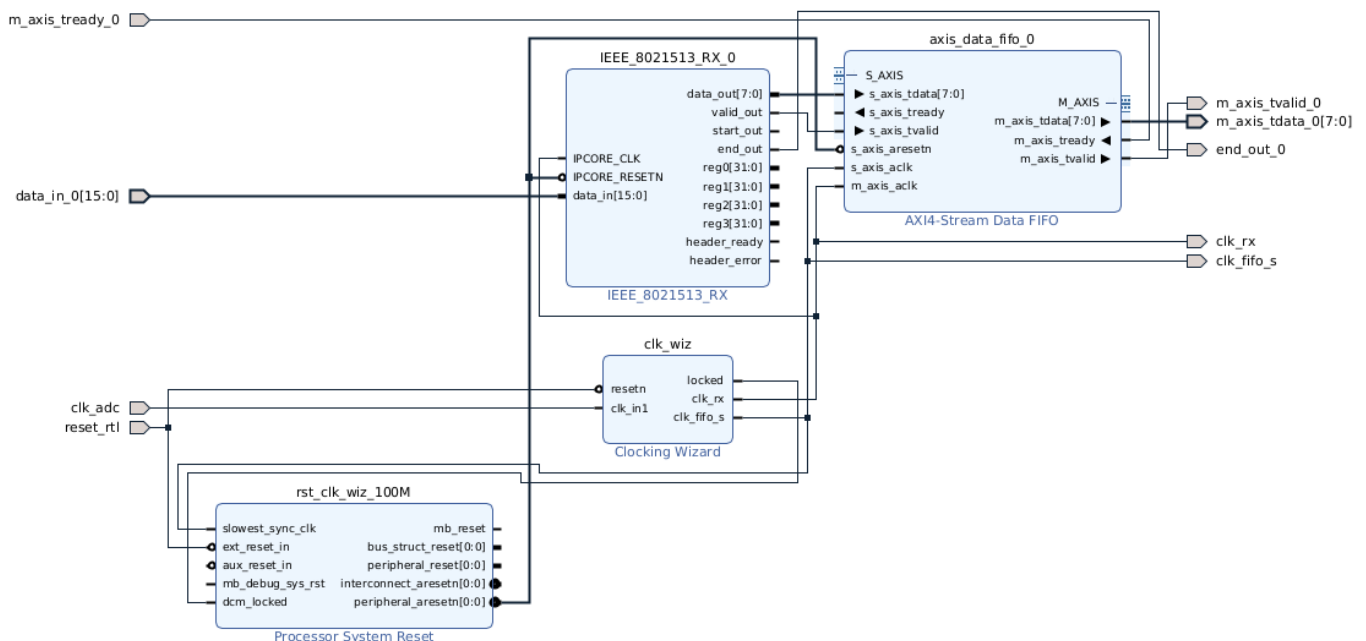 m_axis_tready_0
axis_data_fifo_0
IEEE_8021513_RX_0
S_AXIS
data_out[7:0]
s_axis_tdata[7:0]
M_AXIS
m_axis_tvalid_0
valid_out
s_axis_tready
m_axis_tdata[7:0]
m_axis_tdata_0[7:0]
start_out
s_axis_tvalid
m_axis_tready
end_out
s_axis_aresetn
m_axis_tvalid
end_out_0
IPCORE_CLK
reg0[31:0]
s_axis_aclk
IPCORE_RESETN
reg1[31:0]
m_axis_aclk
data_in_0[15:0]
data_in[15:0]
reg2[31:0]
reg3[31:0]
AXI4-Stream Data FIFO
header_ready
clk_rx
header_error
clk_fifo_s
IEEE_8021513_RX
clk_wiz
resetn
locked
clk_rx
clk_adc
clk_in1
clk_fifo_s
reset_rtl
Clocking Wizard
rst_clk_wiz_100M
slowest_sync_clk
mb_reset
ext_reset_in
bus_struct_reset[0:0]
aux_reset_in
peripheral_reset[0:0]
mb_debug_sys_rst
interconnect_aresetn[0:0]
dcm_locked
peripheral_aresetn[0:0]
Processor System Reset